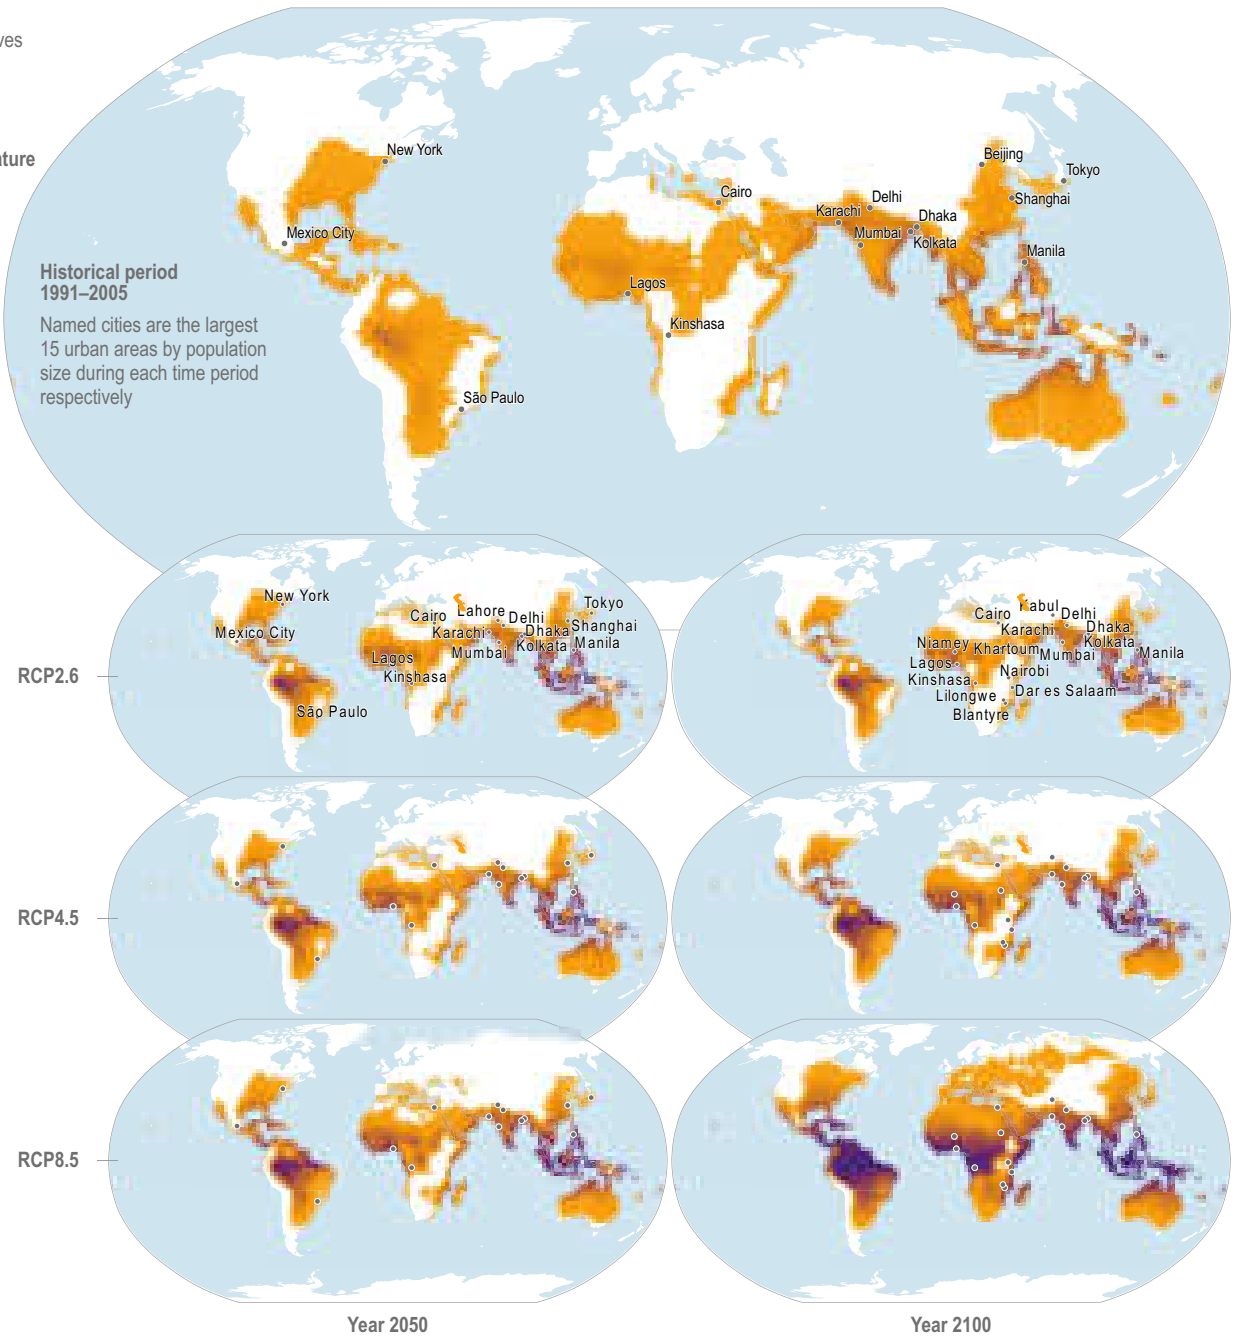 New York
Beijing
Tokyo
Cairo
Delhi
Karachi
Shanghai
Dhaka
Mexico City
Mumbai
Kolkata
Manila
Historical period
1991–2005
Lagos
Named cities are the largest
15 urban areas by population
size during each time period
respectively
Kinshasa
São Paulo
RCP2.6
New York
Cairo
Lahore
Delhi
Tokyo
Mexico City
Karachi
Dhaka
Shanghai
Mumbai
Kolkata
Manila
Lagos
Kinshasa
São Paulo
Cairo
Kabul
Delhi
Karachi
Dhaka
Niamey
Khartoum
Mumbai
Kolkata
Manila
Lagos
Nairobi
Kinshasa
Lilongwe
Dar es Salaam
Blantyre
RCP4.5
RCP8.5
Year 2050
Year 2100